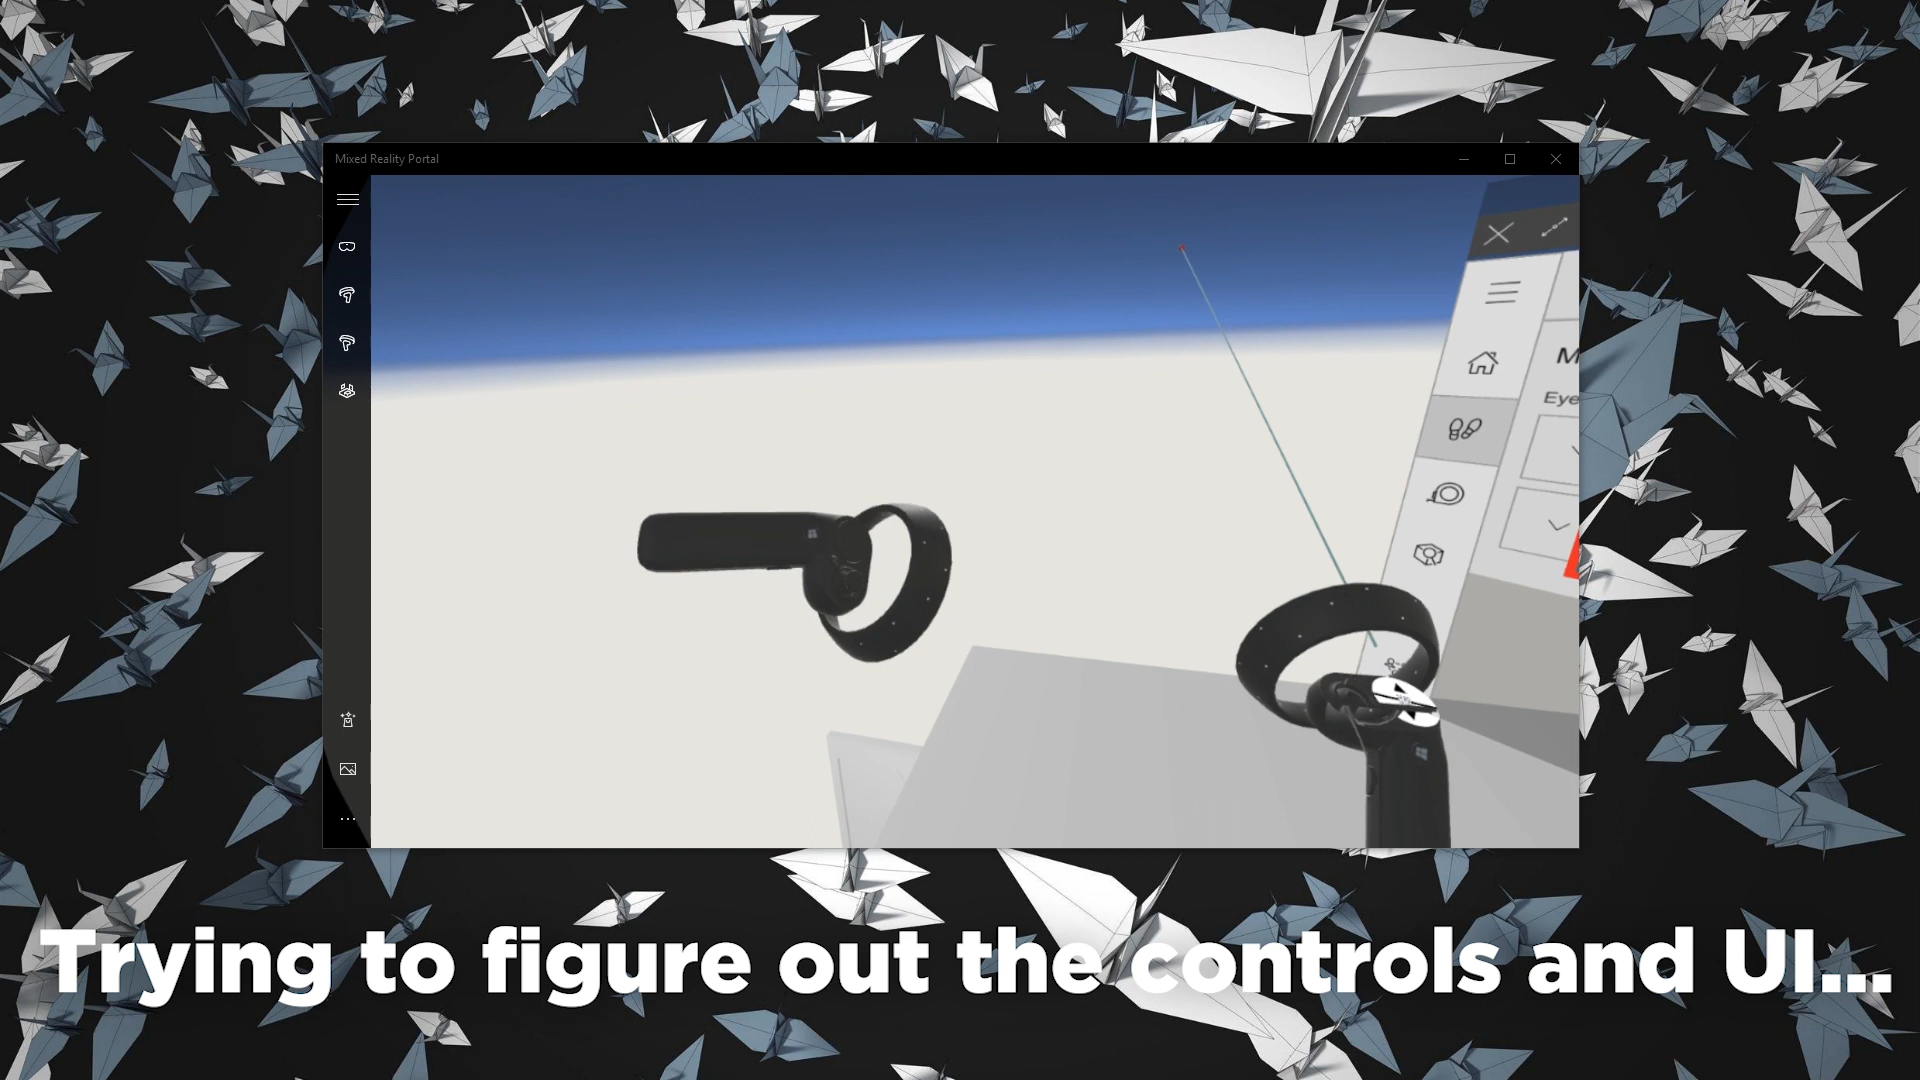 Mixed Reality Portal
M
Eye
Trying to figure out the controls and UI...